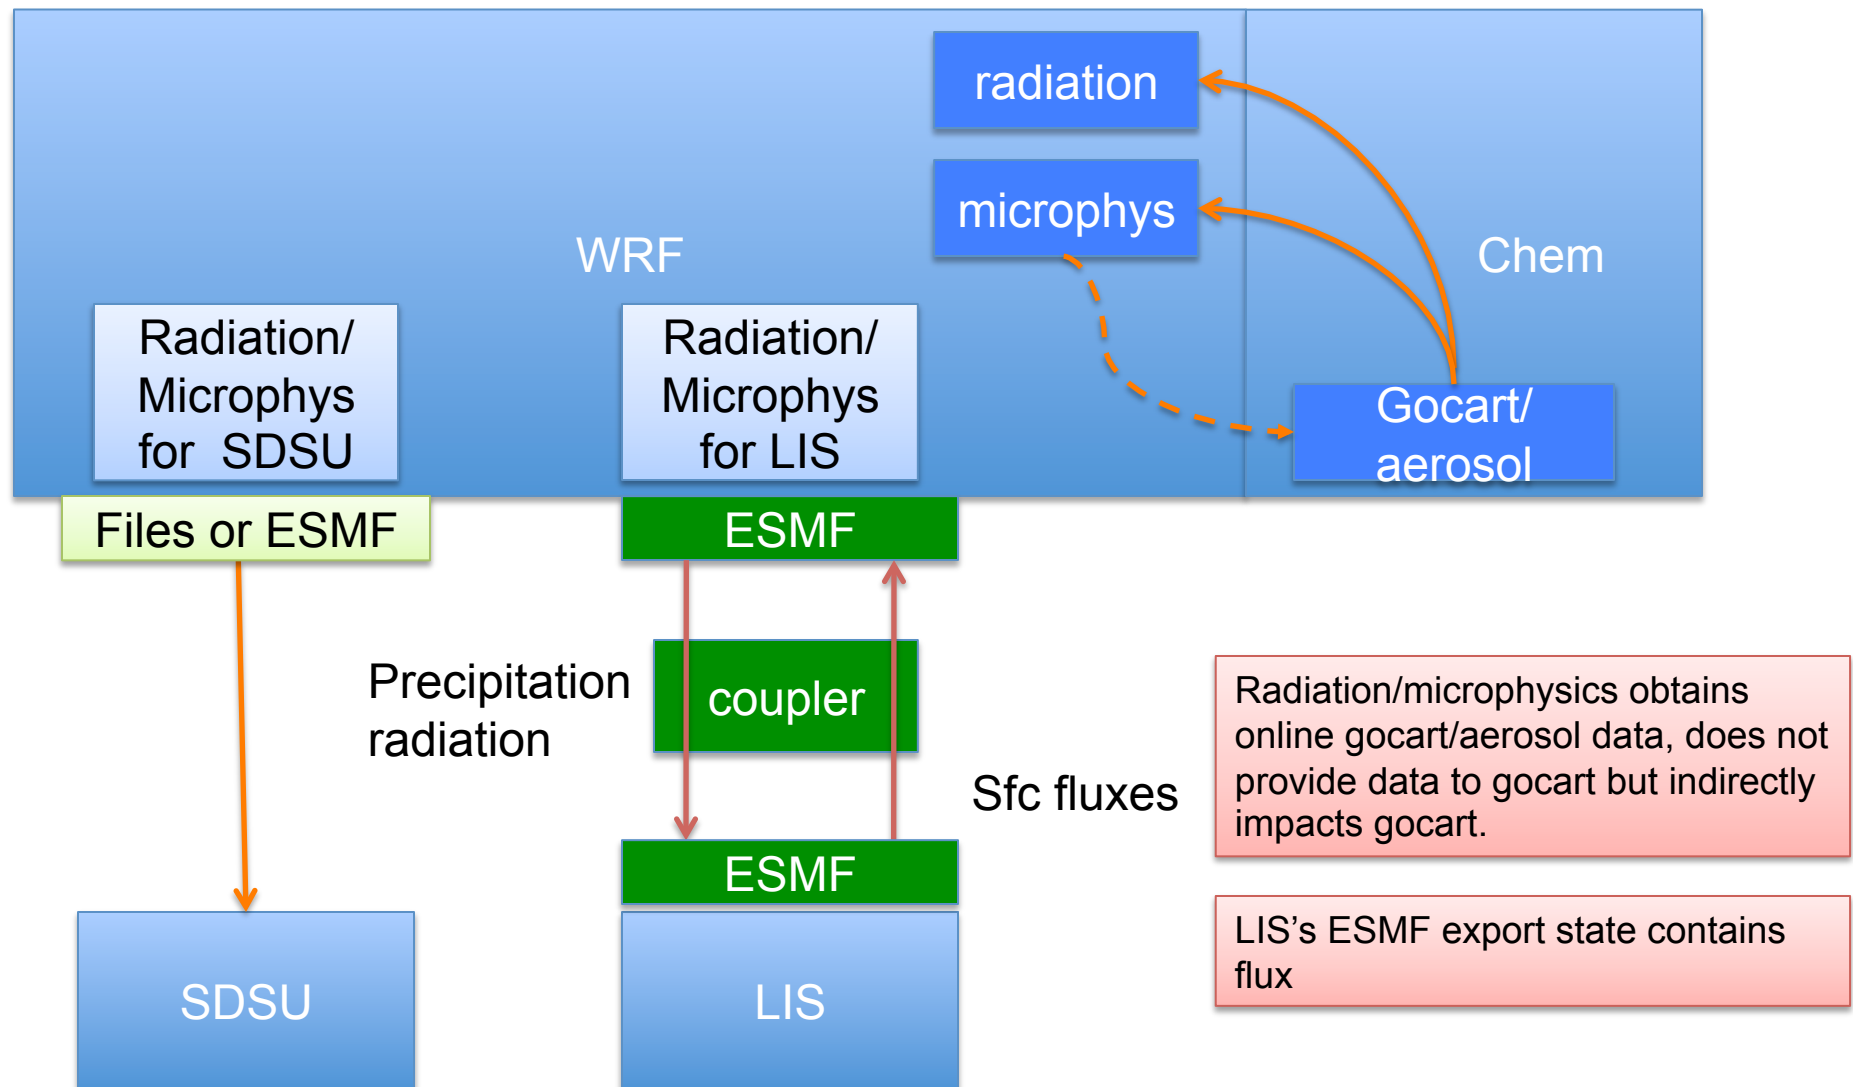 radiation
microphys
WRF
Chem
Radiation/
Microphys
for  SDSU
Radiation/
Microphys
for LIS
Gocart/
aerosol
Files or ESMF
ESMF
Precipitation
radiation
coupler
Sfc fluxes
Radiation/microphysics obtains
online gocart/aerosol data, does not
provide data to gocart but indirectly
impacts gocart.
ESMF
LIS’s ESMF export state contains
flux
SDSU
LIS